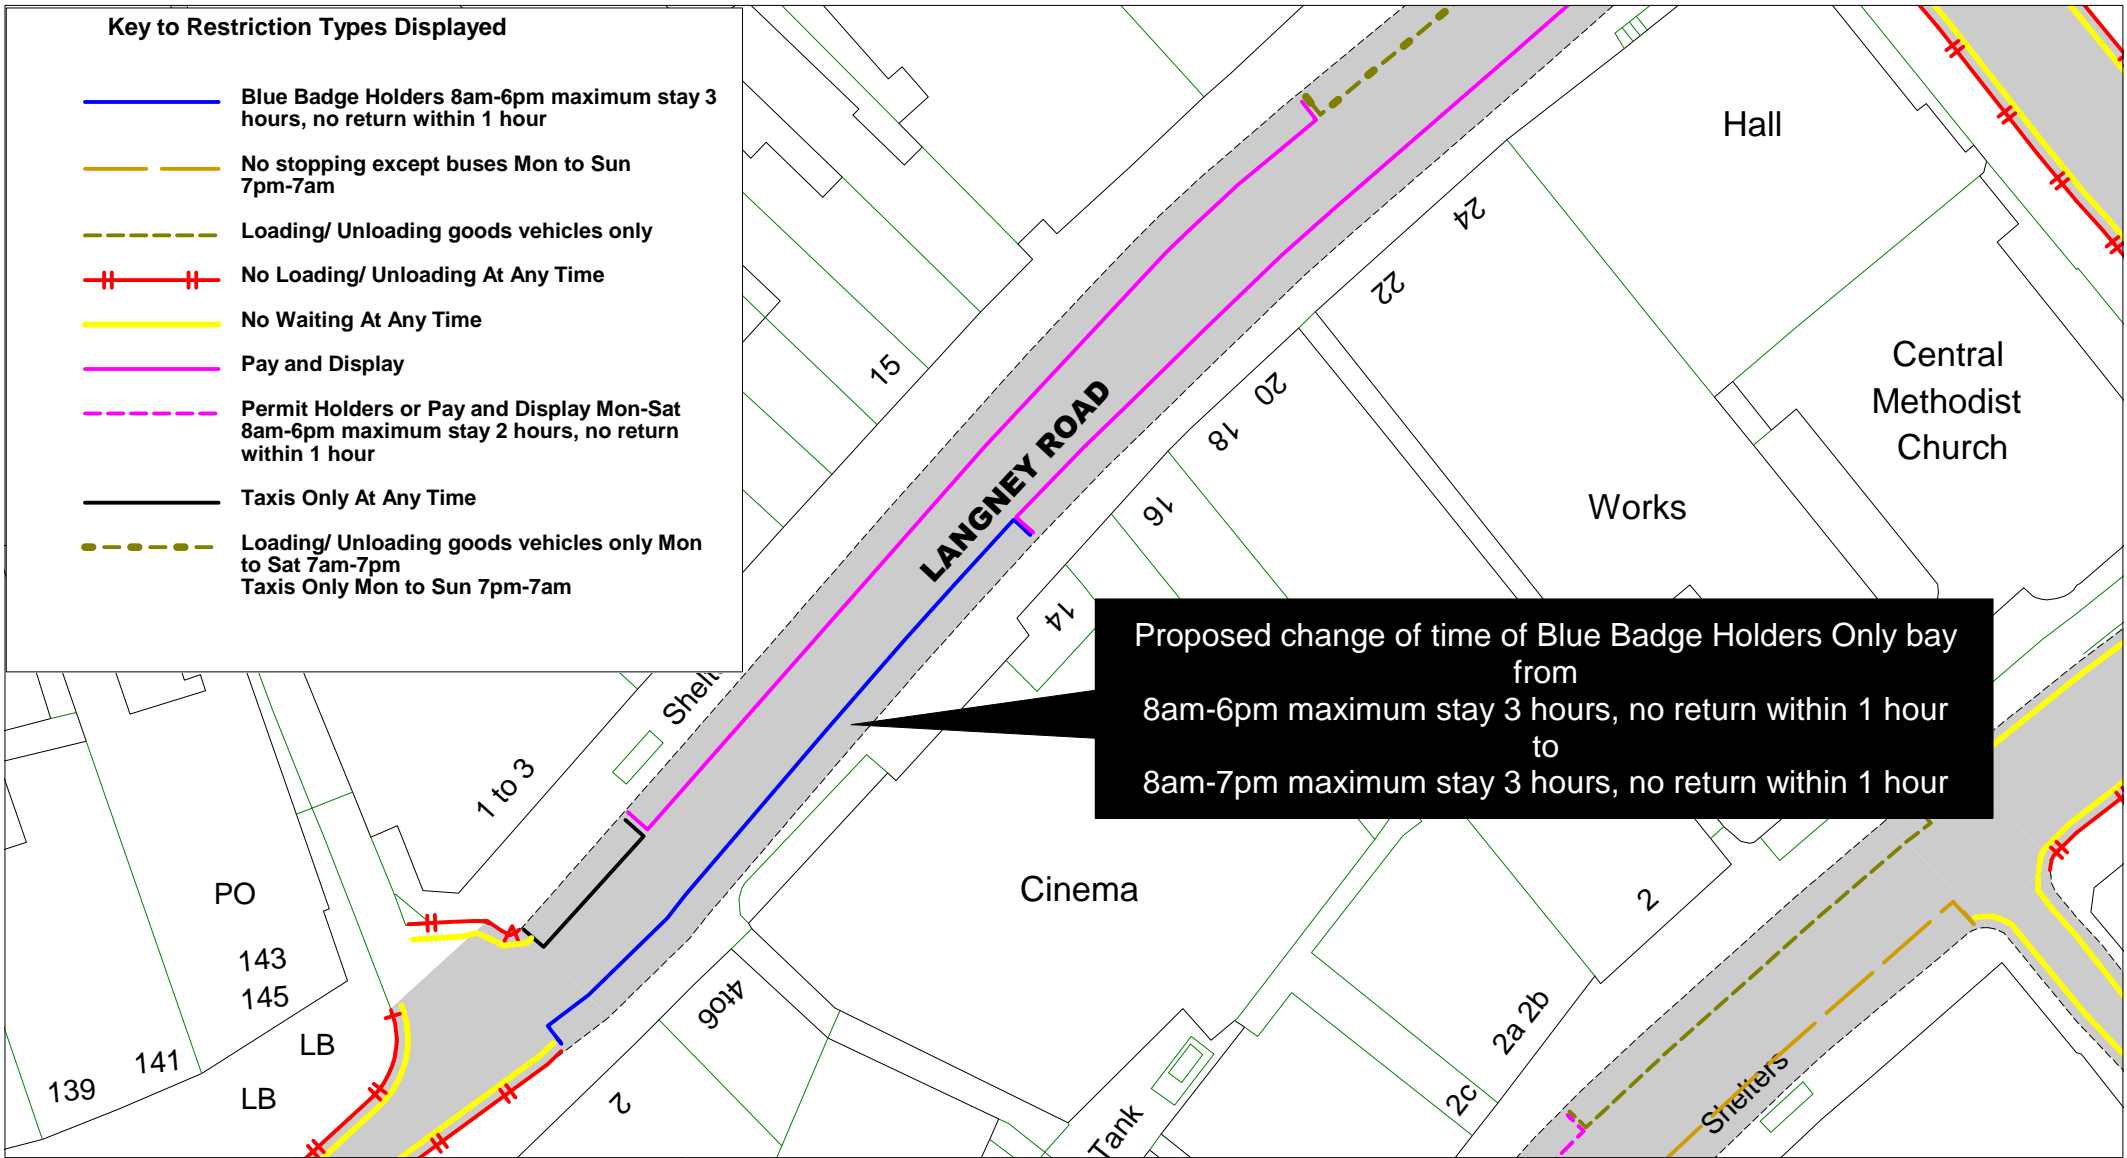 Key to Restriction Types Displayed
Blue Badge Holders 8am-6pm maximum stay 3
hours, no return within 1 hour
No stopping except buses Mon to Sun
7pm-7am
Loading/ Unloading goods vehicles only
No Loading/ Unloading At Any Time
No Waiting At Any Time
Pay and Display
Permit Holders or Pay and Display Mon-Sat
8am-6pm maximum stay 2 hours, no return
within 1 hour
Taxis Only At Any Time
Loading/ Unloading goods vehicles only Mon
to Sat 7am-7pm
Taxis Only Mon to Sun 7pm-7am
Hall
24
22
Central
Methodist
Church
15
20
18
LANGNEY ROAD
16
Works
14
Proposed change of time of Blue Badge Holders Only bay
from
8am-6pm maximum stay 3 hours, no return within 1 hour
to
8am-7pm maximum stay 3 hours, no return within 1 hour
1 to 3
PO
Cinema
2
143
145
4to6
2a 2b
LB
141
139
LB
2
2c
Tank
Shelters